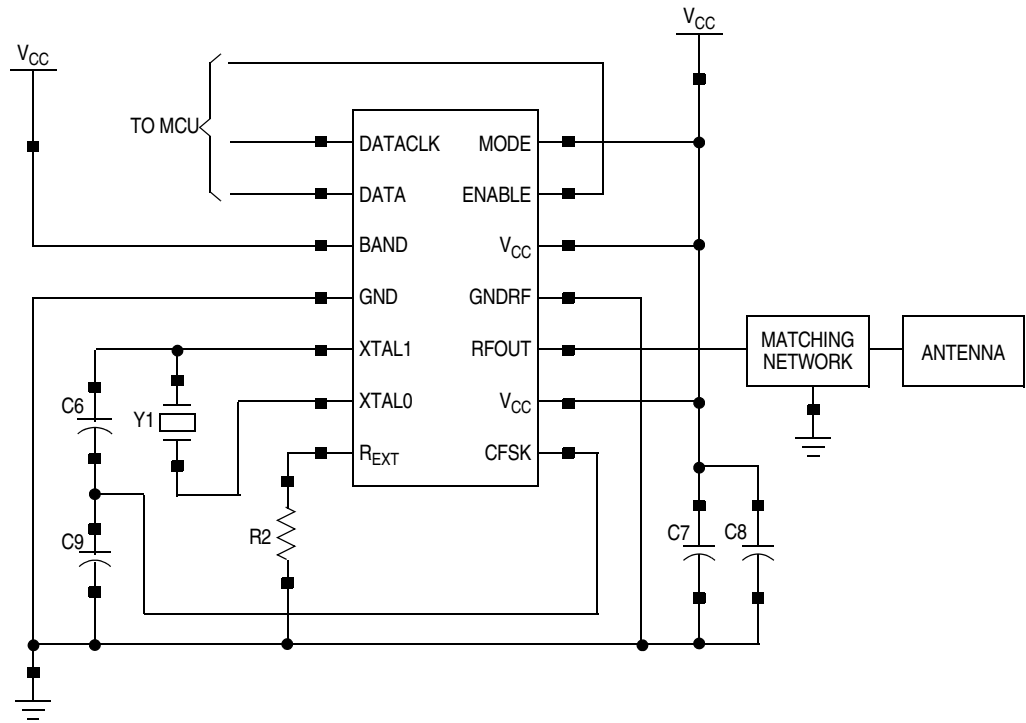 VCC
VCC
TO MCU
DATACLK
MODE
DATA
ENABLE
BAND
VCC
GND
GNDRF
XTAL1
RFOUT
MATCHING
NETWORK
ANTENNA
C6
Y1
XTAL0
VCC
REXT
CFSK
R2
C9
C7
C8